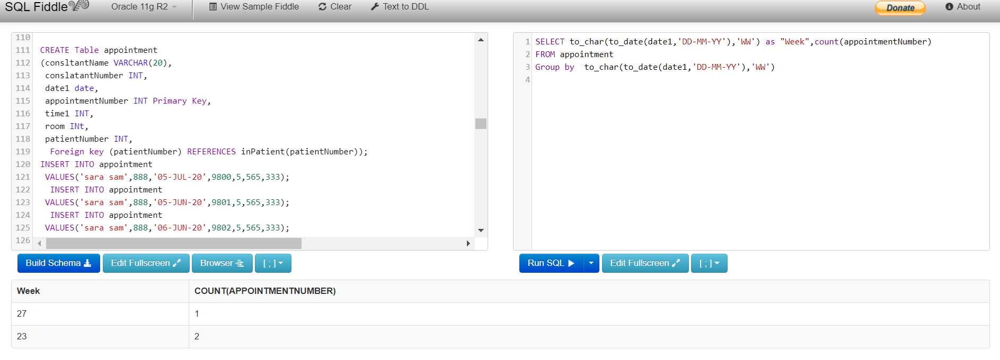 SQL Fiddle Oracle 11g R2 View Sample Fiddle Clear Text to DDL Donate About
110
111 CREATE Table appointment
112 (consltantName VARCHAR(20),
113 conslatantNumber INT,
114 date1 date,
115 appointmentNumber INT Primary Key,
116 time1 INT,
117 room INt,
118 patientNumber INT,
119 Foreign key (patientNumber) REFERENCES inPatient(patientNumber));
120 INSERT INTO appointment
121 VALUES('sara sam',888,'05-JUL-20',9800,5,565,333);
122 INSERT INTO appointment
123 VALUES('sara sam',888,'05-JUN-20',9801,5,565,333);
124 INSERT INTO appointment
125 VALUES('sara sam',888,'06-JUN-20',9802,5,565,333);
126
1 SELECT to_char(to_date(date1,'DD-MM-YY'),'WW') as "Week",count(appointmentNumber)
2 FROM appointment
3 Group by to_char(to_date(date1,'DD-MM-YY'),'WW')
4
Build Schema Edit Fullscreen Browser [ ; ]
Run SQL Edit Fullscreen [ ; ]
Week COUNT(APPOINTMENTNUMBER)
27 1
23 2